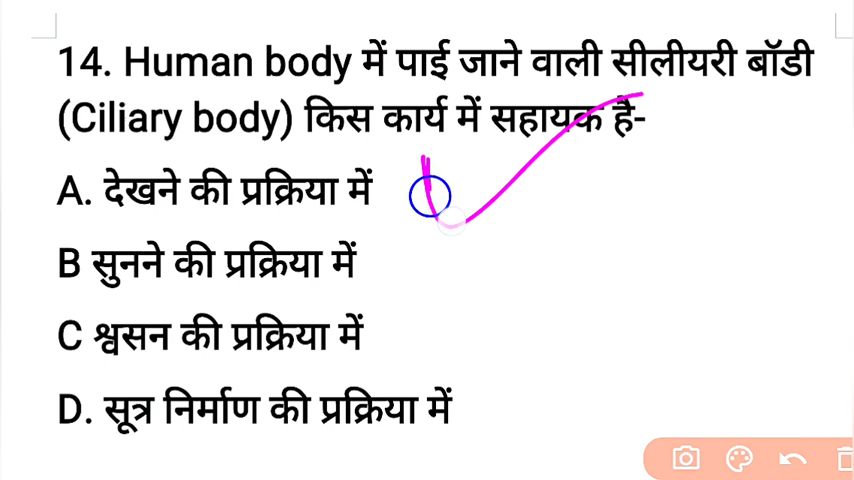 14. Human body में पाई जाने वाली सीलीयरी बॉडी
(Ciliary body) किस कार्य में सहायक है-
A. देखने की प्रक्रिया में
B सुनने की प्रक्रिया में
C श्वसन की प्रक्रिया में
D. सूत्र निर्माण की प्रक्रिया में